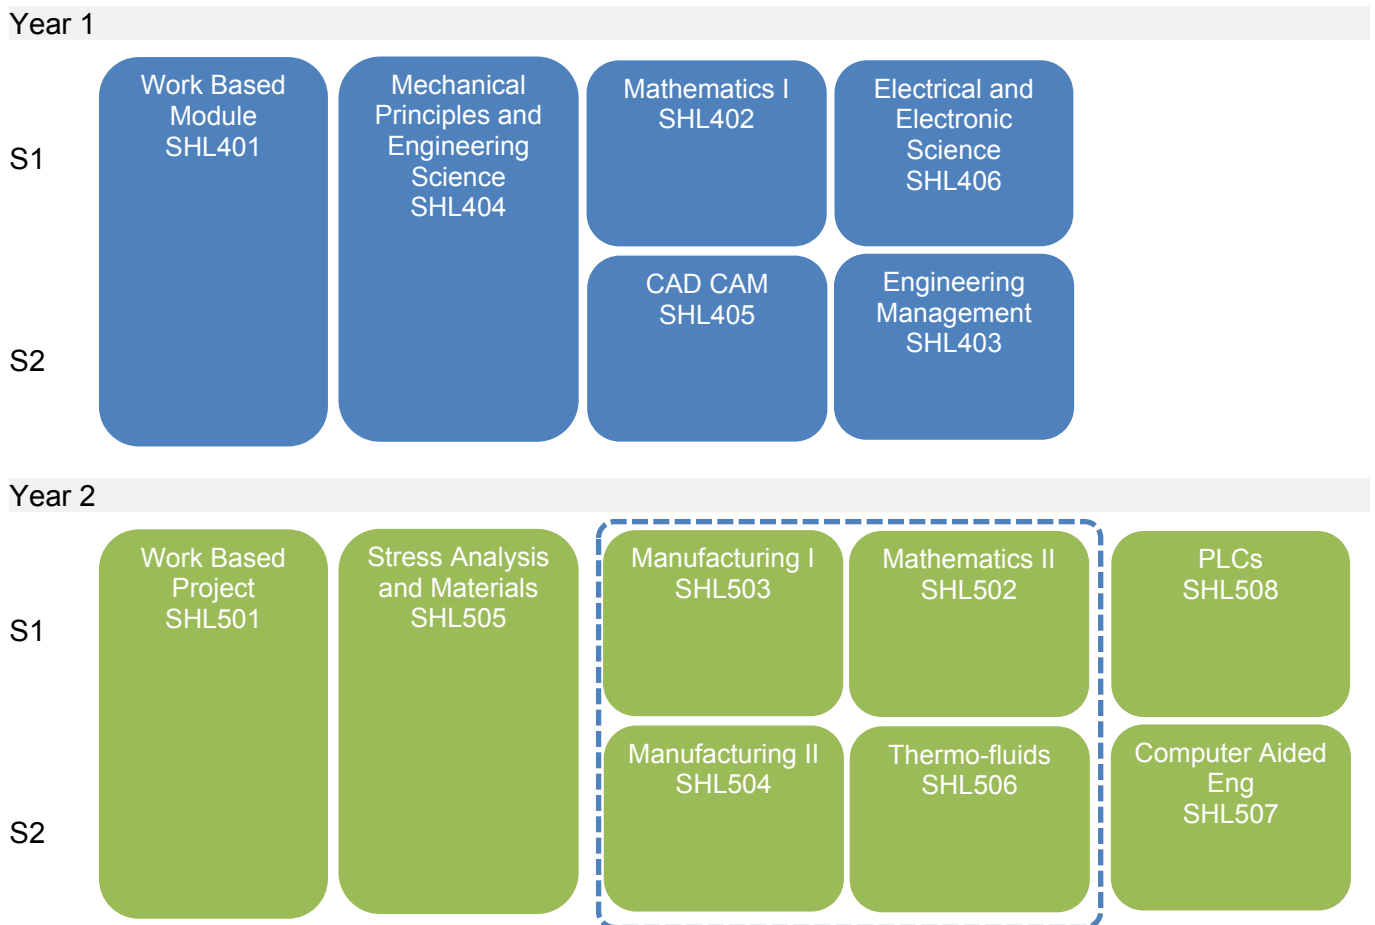 Year 1
S1
Work Based
Module
SHL401
Mechanical
Principles and
Engineering
Science
SHL404
Mathematics I
SHL402
Electrical and
Electronic
Science
SHL406
S2
CAD CAM
SHL405
Engineering
Management
SHL403
Year 2
S1
Work Based
Project
SHL501
Stress Analysis
and Materials
SHL505
Manufacturing I
SHL503
Mathematics II
SHL502
PLCs
SHL508
S2
Manufacturing II
SHL504
Thermo-fluids
SHL506
Computer Aided
Eng
SHL507